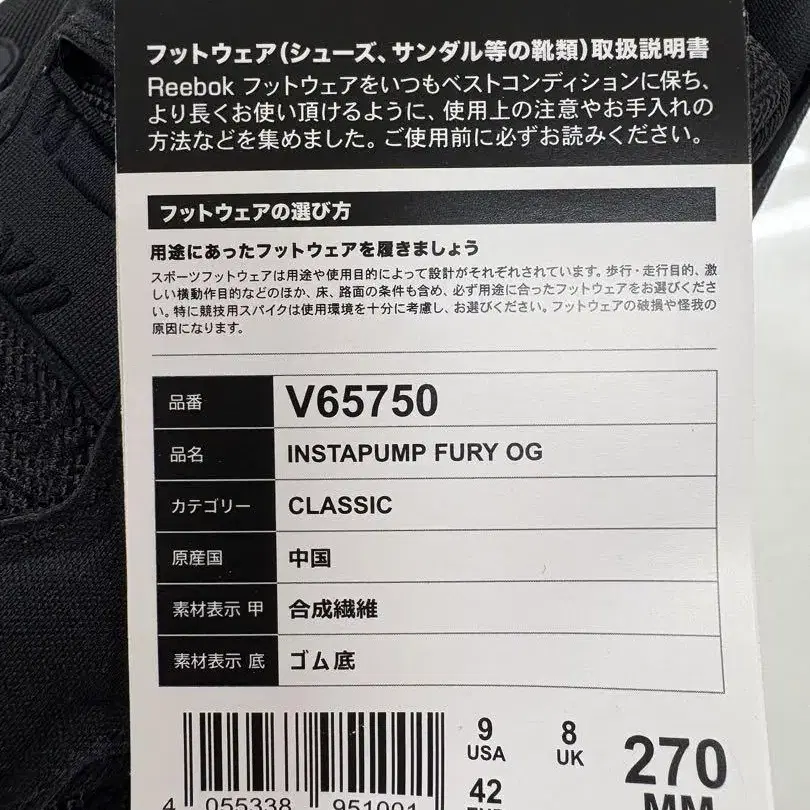 フットウェア(シューズ、サンダル等の靴類)取扱説明書
Reebok フットウェアをいつもベストコンディションに保ち、
より長くお使い頂けるように、使用上の注意やお手入れの
方法などを集めました。ご使用前に必ずお読みください。
フットウェアの選び方
用途にあったフットウェアを履きましょう
スポーツフットウェアは用途や使用目的によって設計がそれぞれされています。歩行・走行目的、激
しい横動作目的などのほか、床、路面の条件も含め、必ず用途に合ったフットウェアをお選びくださ
い。特に競技用スパイクは使用環境を十分に考慮し、お選びください。フットウェアの破損や怪我の
原因になります。
品番 V65750
品名 INSTAPUMP FURY OG
カテゴリー CLASSIC
原産国 中国
素材表示 甲 合成繊維
素材表示 底 ゴム底
9 8 270
USA UK MM
42
4 055338 951001